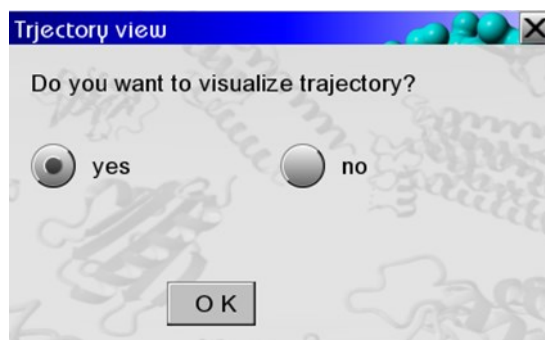 Trjectory view
Do you want to visualize trajectory?
yes no
O K